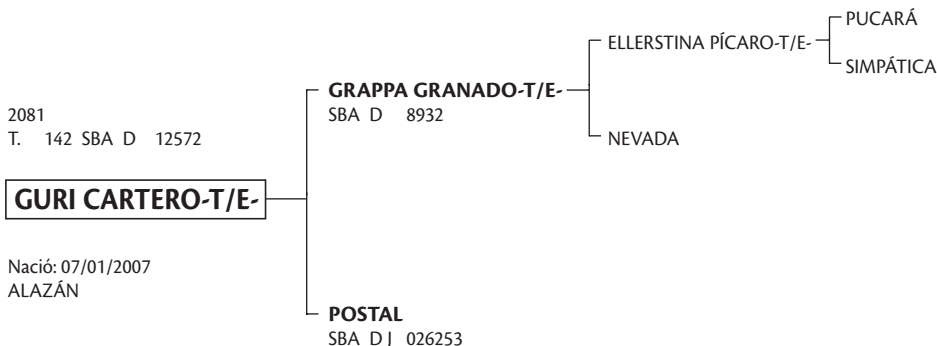 2081
T. 142 SBA D 12572
GURI CARTERO-T/E-
Nació: 07/01/2007
ALAZÁN
GRAPPA GRANADO-T/E-
SBA D 8932
POSTAL
SBA D J 026253
ELLERSTINA PÍCARO-T/E-
NEVADA
PUCARÁ
SIMPÁTICA